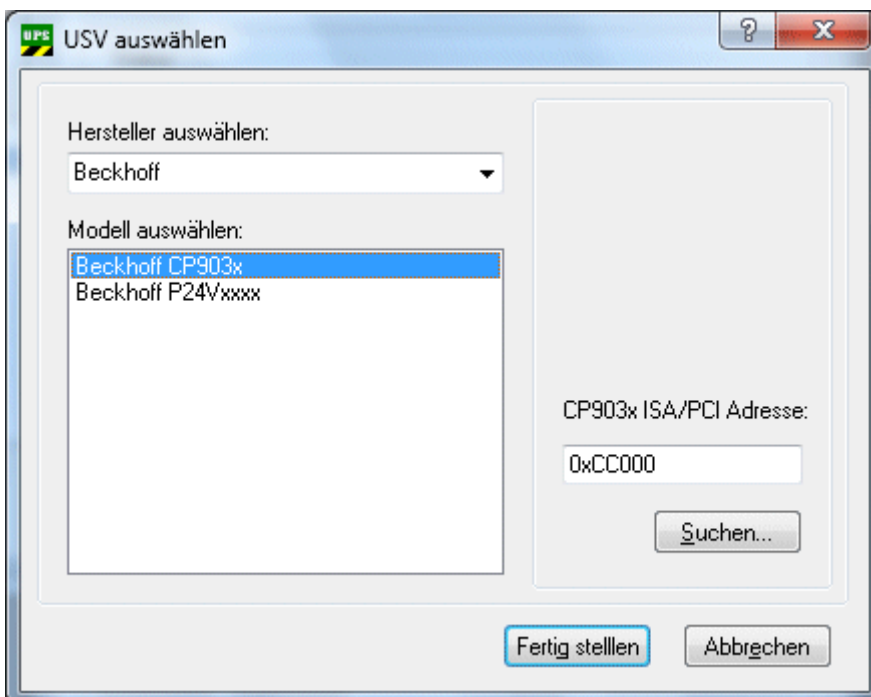 UPS USV auswählen
Hersteller auswählen:
Beckhoff
Modell auswählen:
Beckhoff CP903x
Beckhoff P24Vxxxx
CP903x ISA/PCI Adresse:
0xCC000
Suchen...
Fertig stelllen
Abbrechen